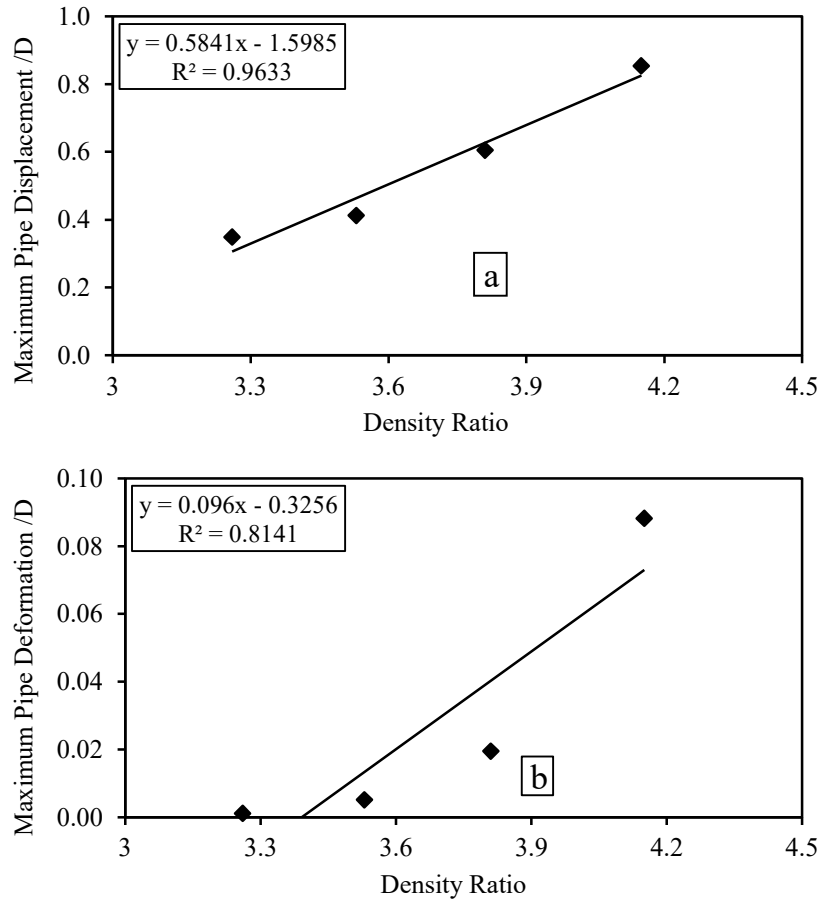 Maximum Pipe Displacement /D
1.0
0.8
0.6
0.4
0.2
0.0
y = 0.5841x - 1.5985
R² = 0.9633
a
3 3.3 3.6 3.9 4.2 4.5
Density Ratio
Maximum Pipe Deformation /D
0.10
0.08
0.06
0.04
0.02
0.00
y = 0.096x - 0.3256
R² = 0.8141
b
3 3.3 3.6 3.9 4.2 4.5
Density Ratio